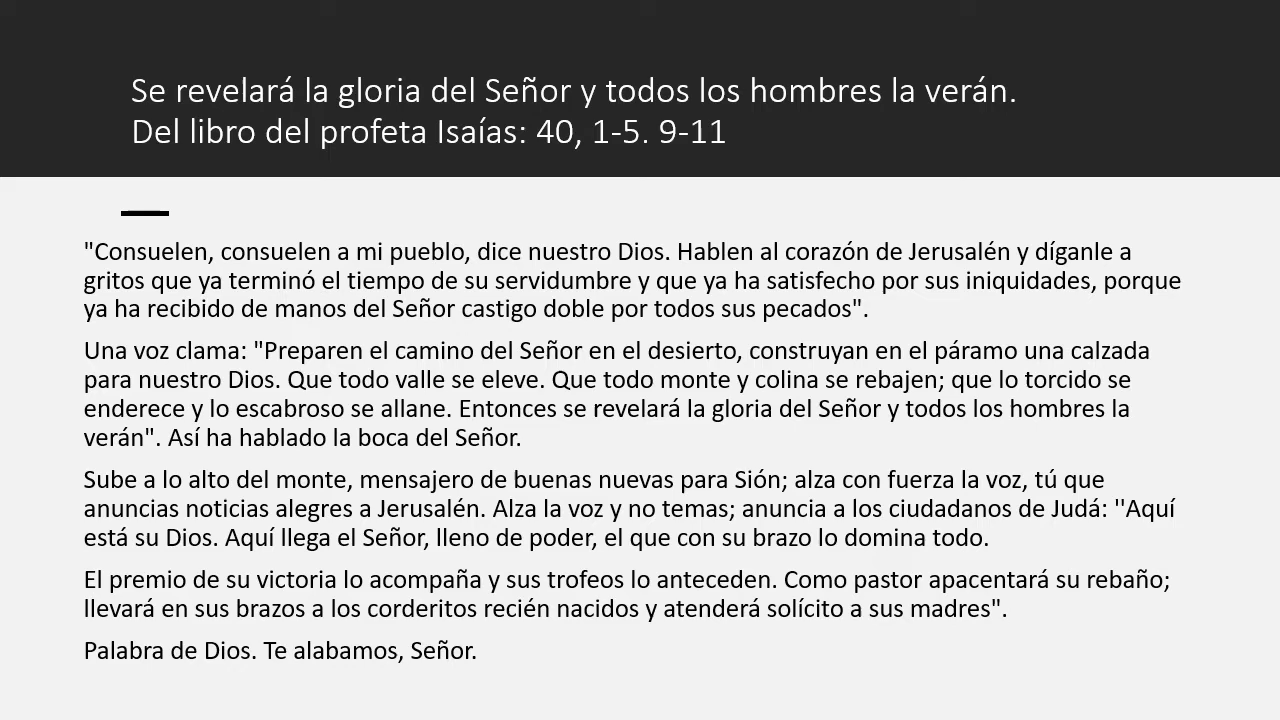 Se revelará la gloria del Señor y todos los hombres la verán.
Del libro del profeta Isaías: 40, 1-5. 9-11
"Consuelen, consuelen a mi pueblo, dice nuestro Dios. Hablen al corazón de Jerusalén y díganle a
gritos que ya terminó el tiempo de su servidumbre y que ya ha satisfecho por sus iniquidades, porque
ya ha recibido de manos del Señor castigo doble por todos sus pecados".
Una voz clama: "Preparen el camino del Señor en el desierto, construyan en el páramo una calzada
para nuestro Dios. Que todo valle se eleve. Que todo monte y colina se rebajen; que lo torcido se
enderece y lo escabroso se allane. Entonces se revelará la gloria del Señor y todos los hombres la
verán". Así ha hablado la boca del Señor.
Sube a lo alto del monte, mensajero de buenas nuevas para Sión; alza con fuerza la voz, tú que
anuncias noticias alegres a Jerusalén. Alza la voz y no temas; anuncia a los ciudadanos de Judá: ''Aquí
está su Dios. Aquí llega el Señor, lleno de poder, el que con su brazo lo domina todo.
El premio de su victoria lo acompaña y sus trofeos lo anteceden. Como pastor apacentará su rebaño;
llevará en sus brazos a los corderitos recién nacidos y atenderá solícito a sus madres".
Palabra de Dios. Te alabamos, Señor.